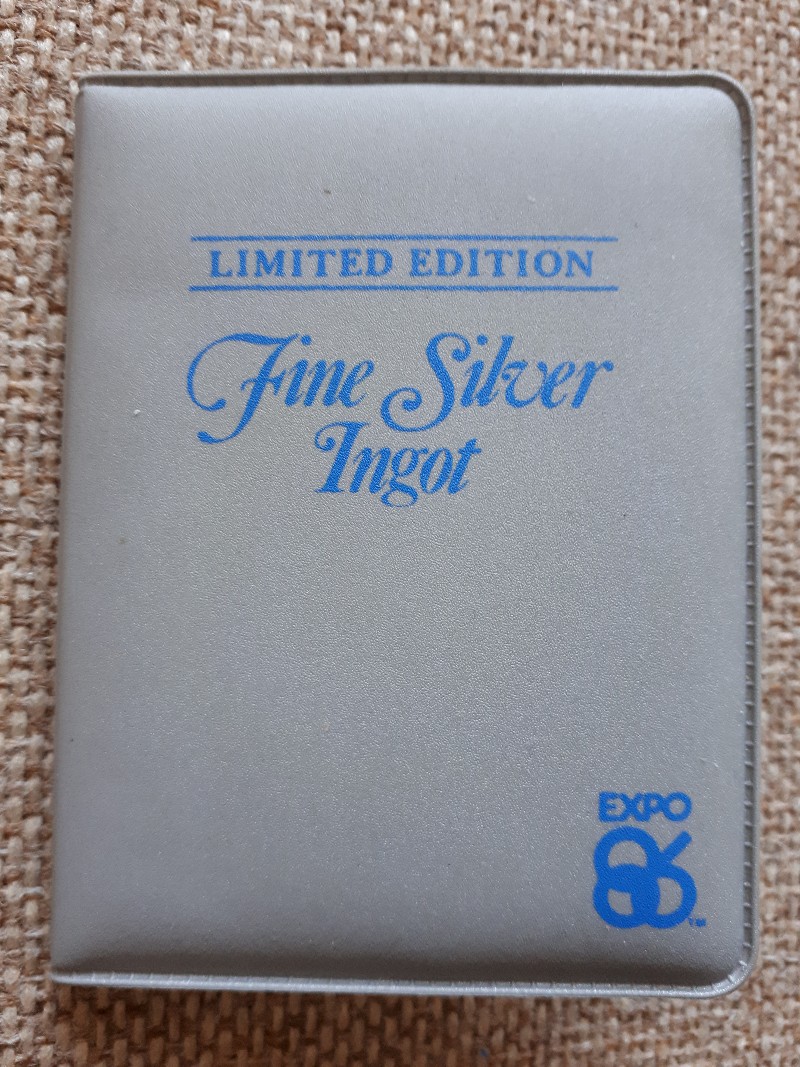 LIMITED EDITION
Fine Silver
Ingot
EXPO
86
TM